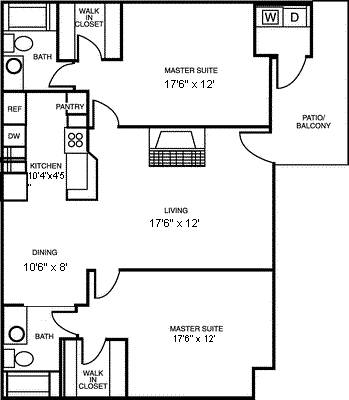 WALK
IN
CLOSET
W D
BATH
MASTER SUITE
17'6" x 12'
REF
PANTRY
DW
PATIO/
BALCONY
KITCHEN
10'4"x4'5
"
LIVING
17'6" x 12'
DINING
10'6" x 8'
MASTER SUITE
17'6" x 12'
BATH
WALK
IN
CLOSET